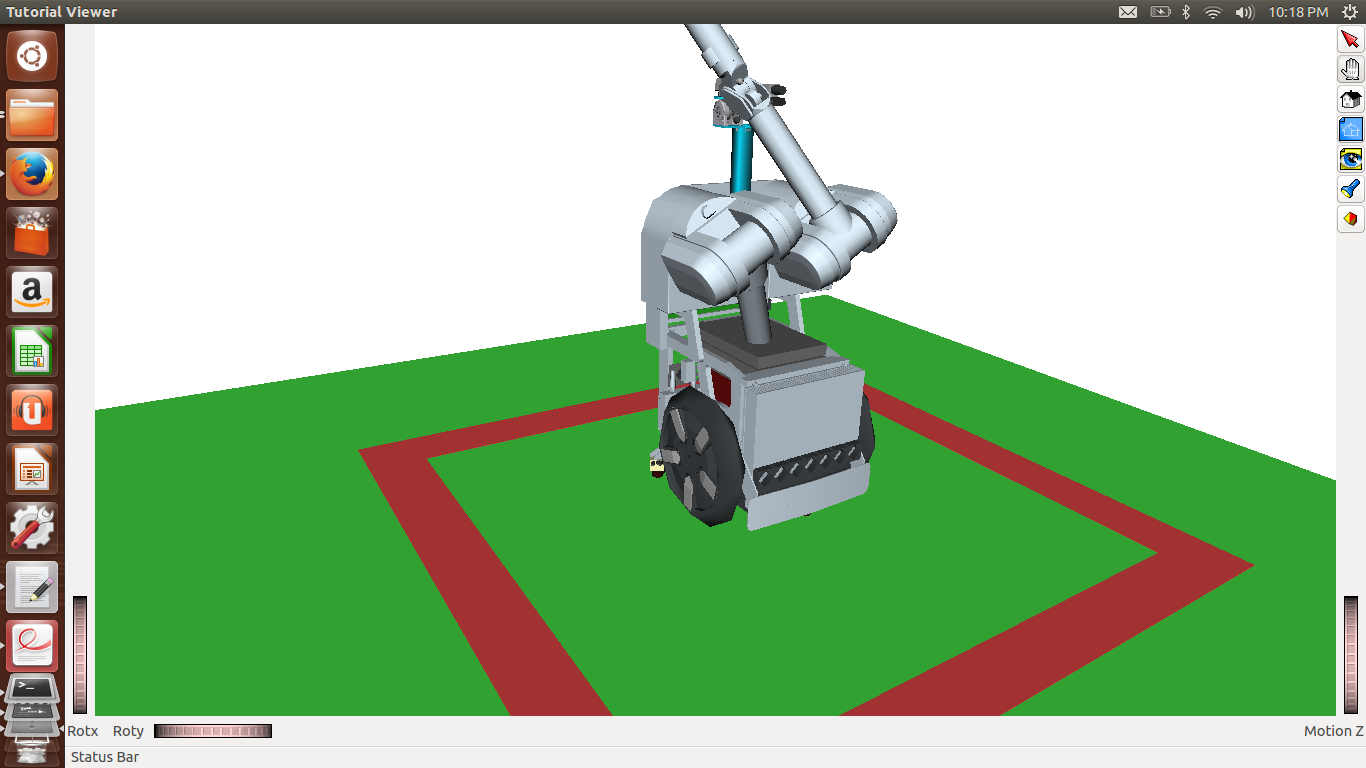 Tutorial Viewer
10:18 PM
a
Rotx Roty Motion Z
Status Bar